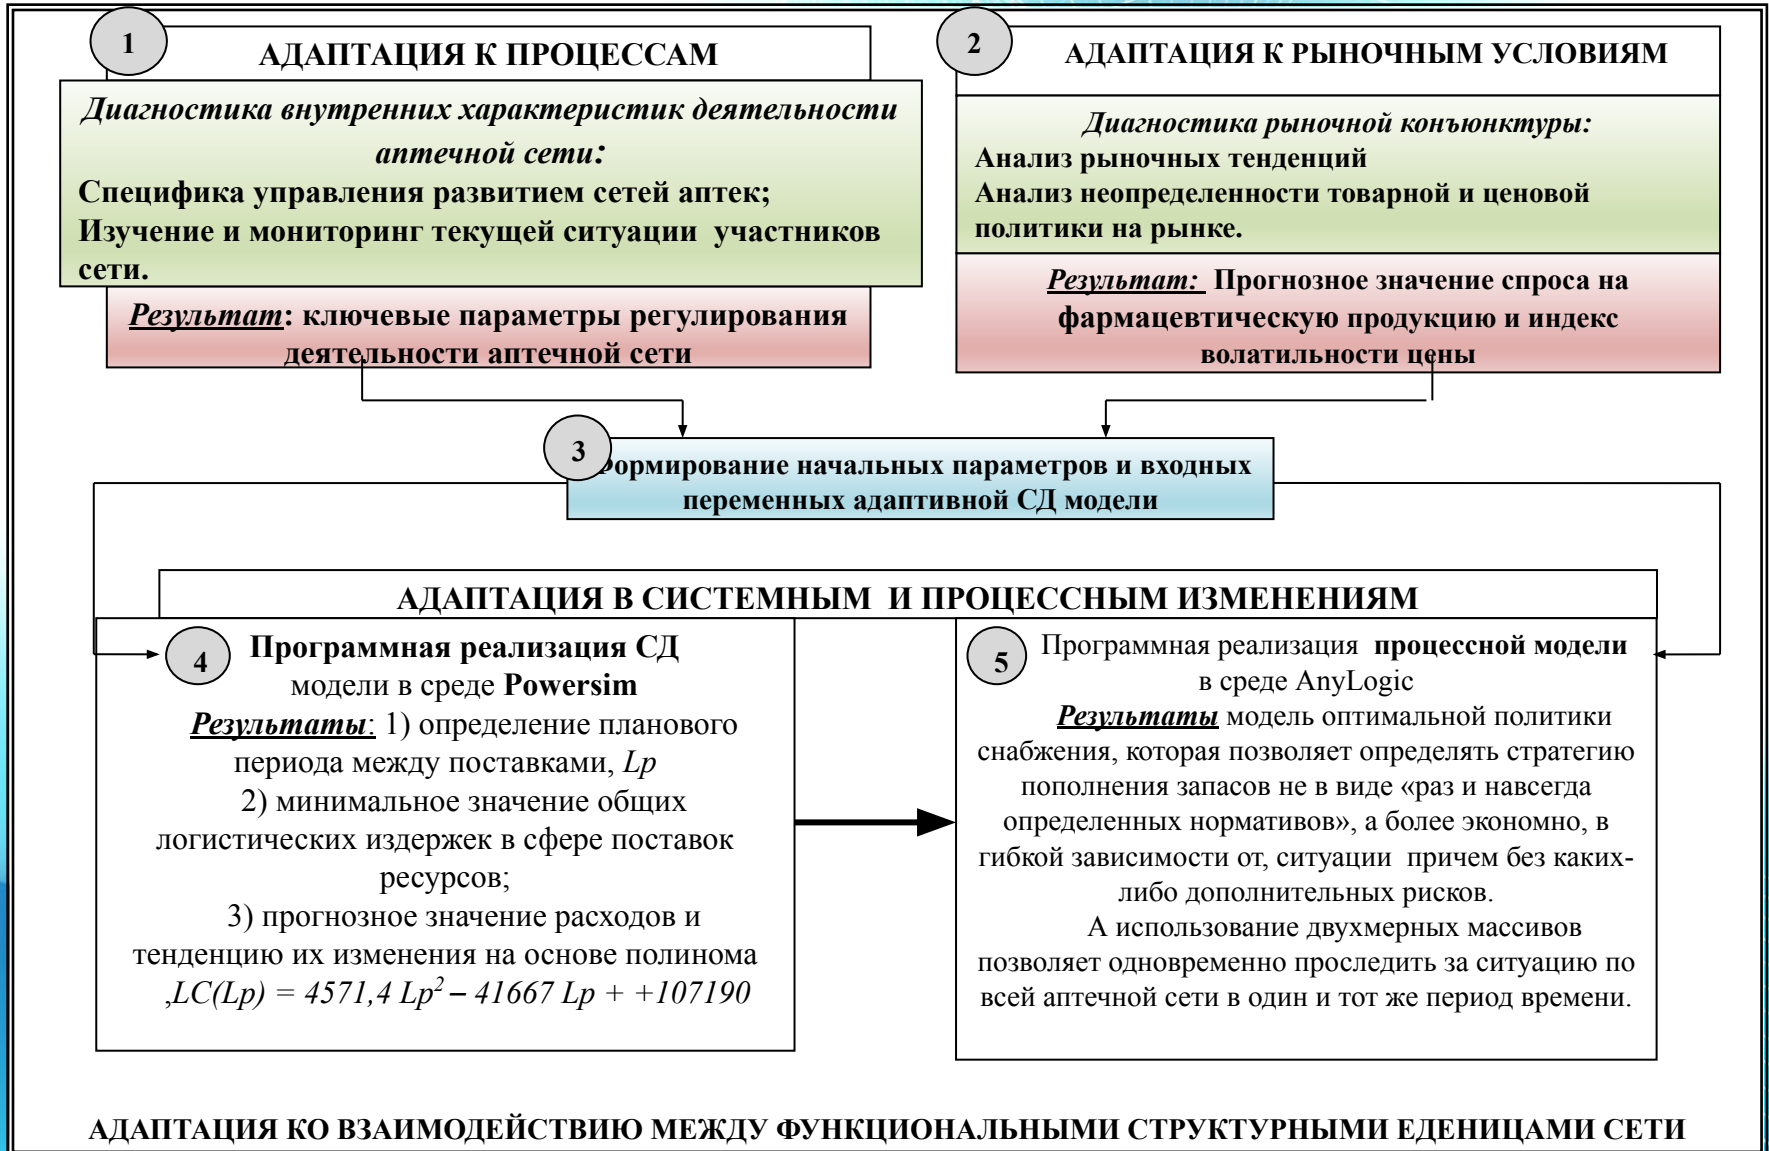 1
АДАПТАЦИЯ К ПРОЦЕССАМ
Диагностика внутренних характеристик деятельности
аптечной сети:
Специфика управления развитием сетей аптек;
Изучение и мониторинг текущей ситуации участников
сети.
Результат: ключевые параметры регулирования
деятельности аптечной сети
2
АДАПТАЦИЯ К РЫНОЧНЫМ УСЛОВИЯМ
Диагностика рыночной конъюнктуры:
Анализ рыночных тенденций
Анализ неопределенности товарной и ценовой
политики на рынке.
Результат: Прогнозное значение спроса на
фармацевтическую продукцию и индекс
волатильности цены
3
Формирование начальных параметров и входных
переменных адаптивной СД модели
АДАПТАЦИЯ В СИСТЕМНЫМ И ПРОЦЕССНЫМ ИЗМЕНЕНИЯМ
4
Программная реализация СД
модели в среде Powersim
Результаты: 1) определение планового
периода между поставками, Lp
2) минимальное значение общих
логистических издержек в сфере поставок
ресурсов;
3) прогнозное значение расходов и
тенденцию их изменения на основе полинома
,LC(Lp) = 4571,4 Lp² – 41667 Lp + +107190
5
Программная реализация процессной модели
в среде AnyLogic
Результаты модель оптимальной политики
снабжения, которая позволяет определять стратегию
пополнения запасов не в виде «раз и навсегда
определенных нормативов», а более экономно, в
гибкой зависимости от, ситуации причем без каких-
либо дополнительных рисков.
А использование двухмерных массивов
позволяет одновременно проследить за ситуацию по
всей аптечной сети в один и тот же период времени.
АДАПТАЦИЯ КО ВЗАИМОДЕЙСТВИЮ МЕЖДУ ФУНКЦИОНАЛЬНЫМИ СТРУКТУРНЫМИ ЕДЕНИЦАМИ СЕТИ